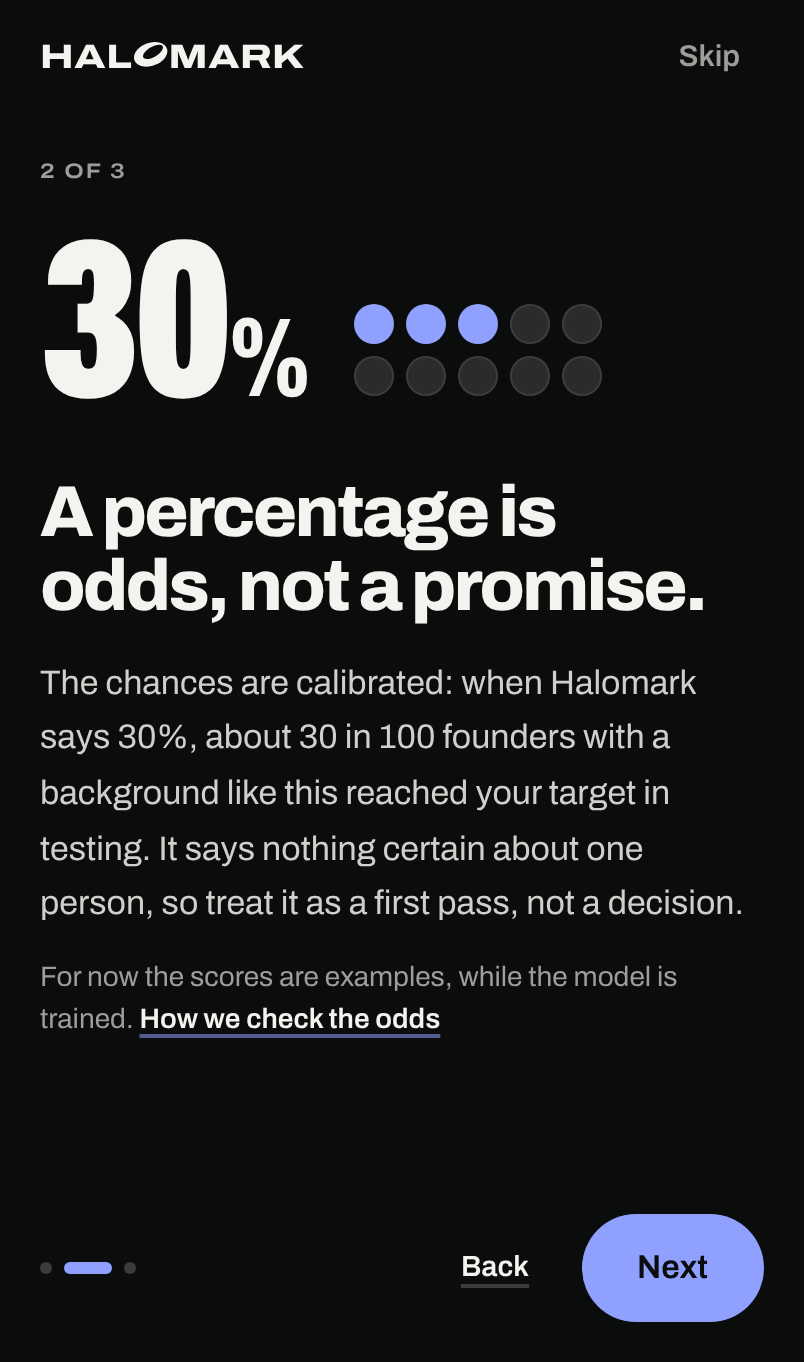 HALOMARK
Skip
2 OF 3
30%
A percentage is
odds, not a promise.
The chances are calibrated: when Halomark
says 30%, about 30 in 100 founders with a
background like this reached your target in
testing. It says nothing certain about one
person, so treat it as a first pass, not a decision.
For now the scores are examples, while the model is
trained. How we check the odds
Back
Next